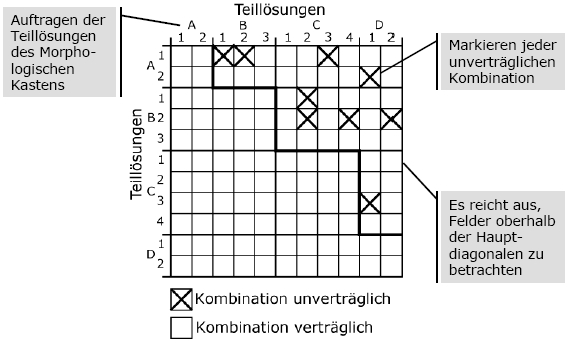 Auftragen der
Teillösungen
des Morpho-
logischen
Kastens
Teillösungen
A B C D
1 2 1 2 3 1 2 3 4 1 2
Markieren jeder
unverträglichen
Kombination
Teillösungen
A
1
2
B
1
2
3
C
1
2
3
4
D
1
2
Es reicht aus,
Felder oberhalb
der Haupt-
diagonalen zu
betrachten
Kombination unverträglich
Kombination verträglich